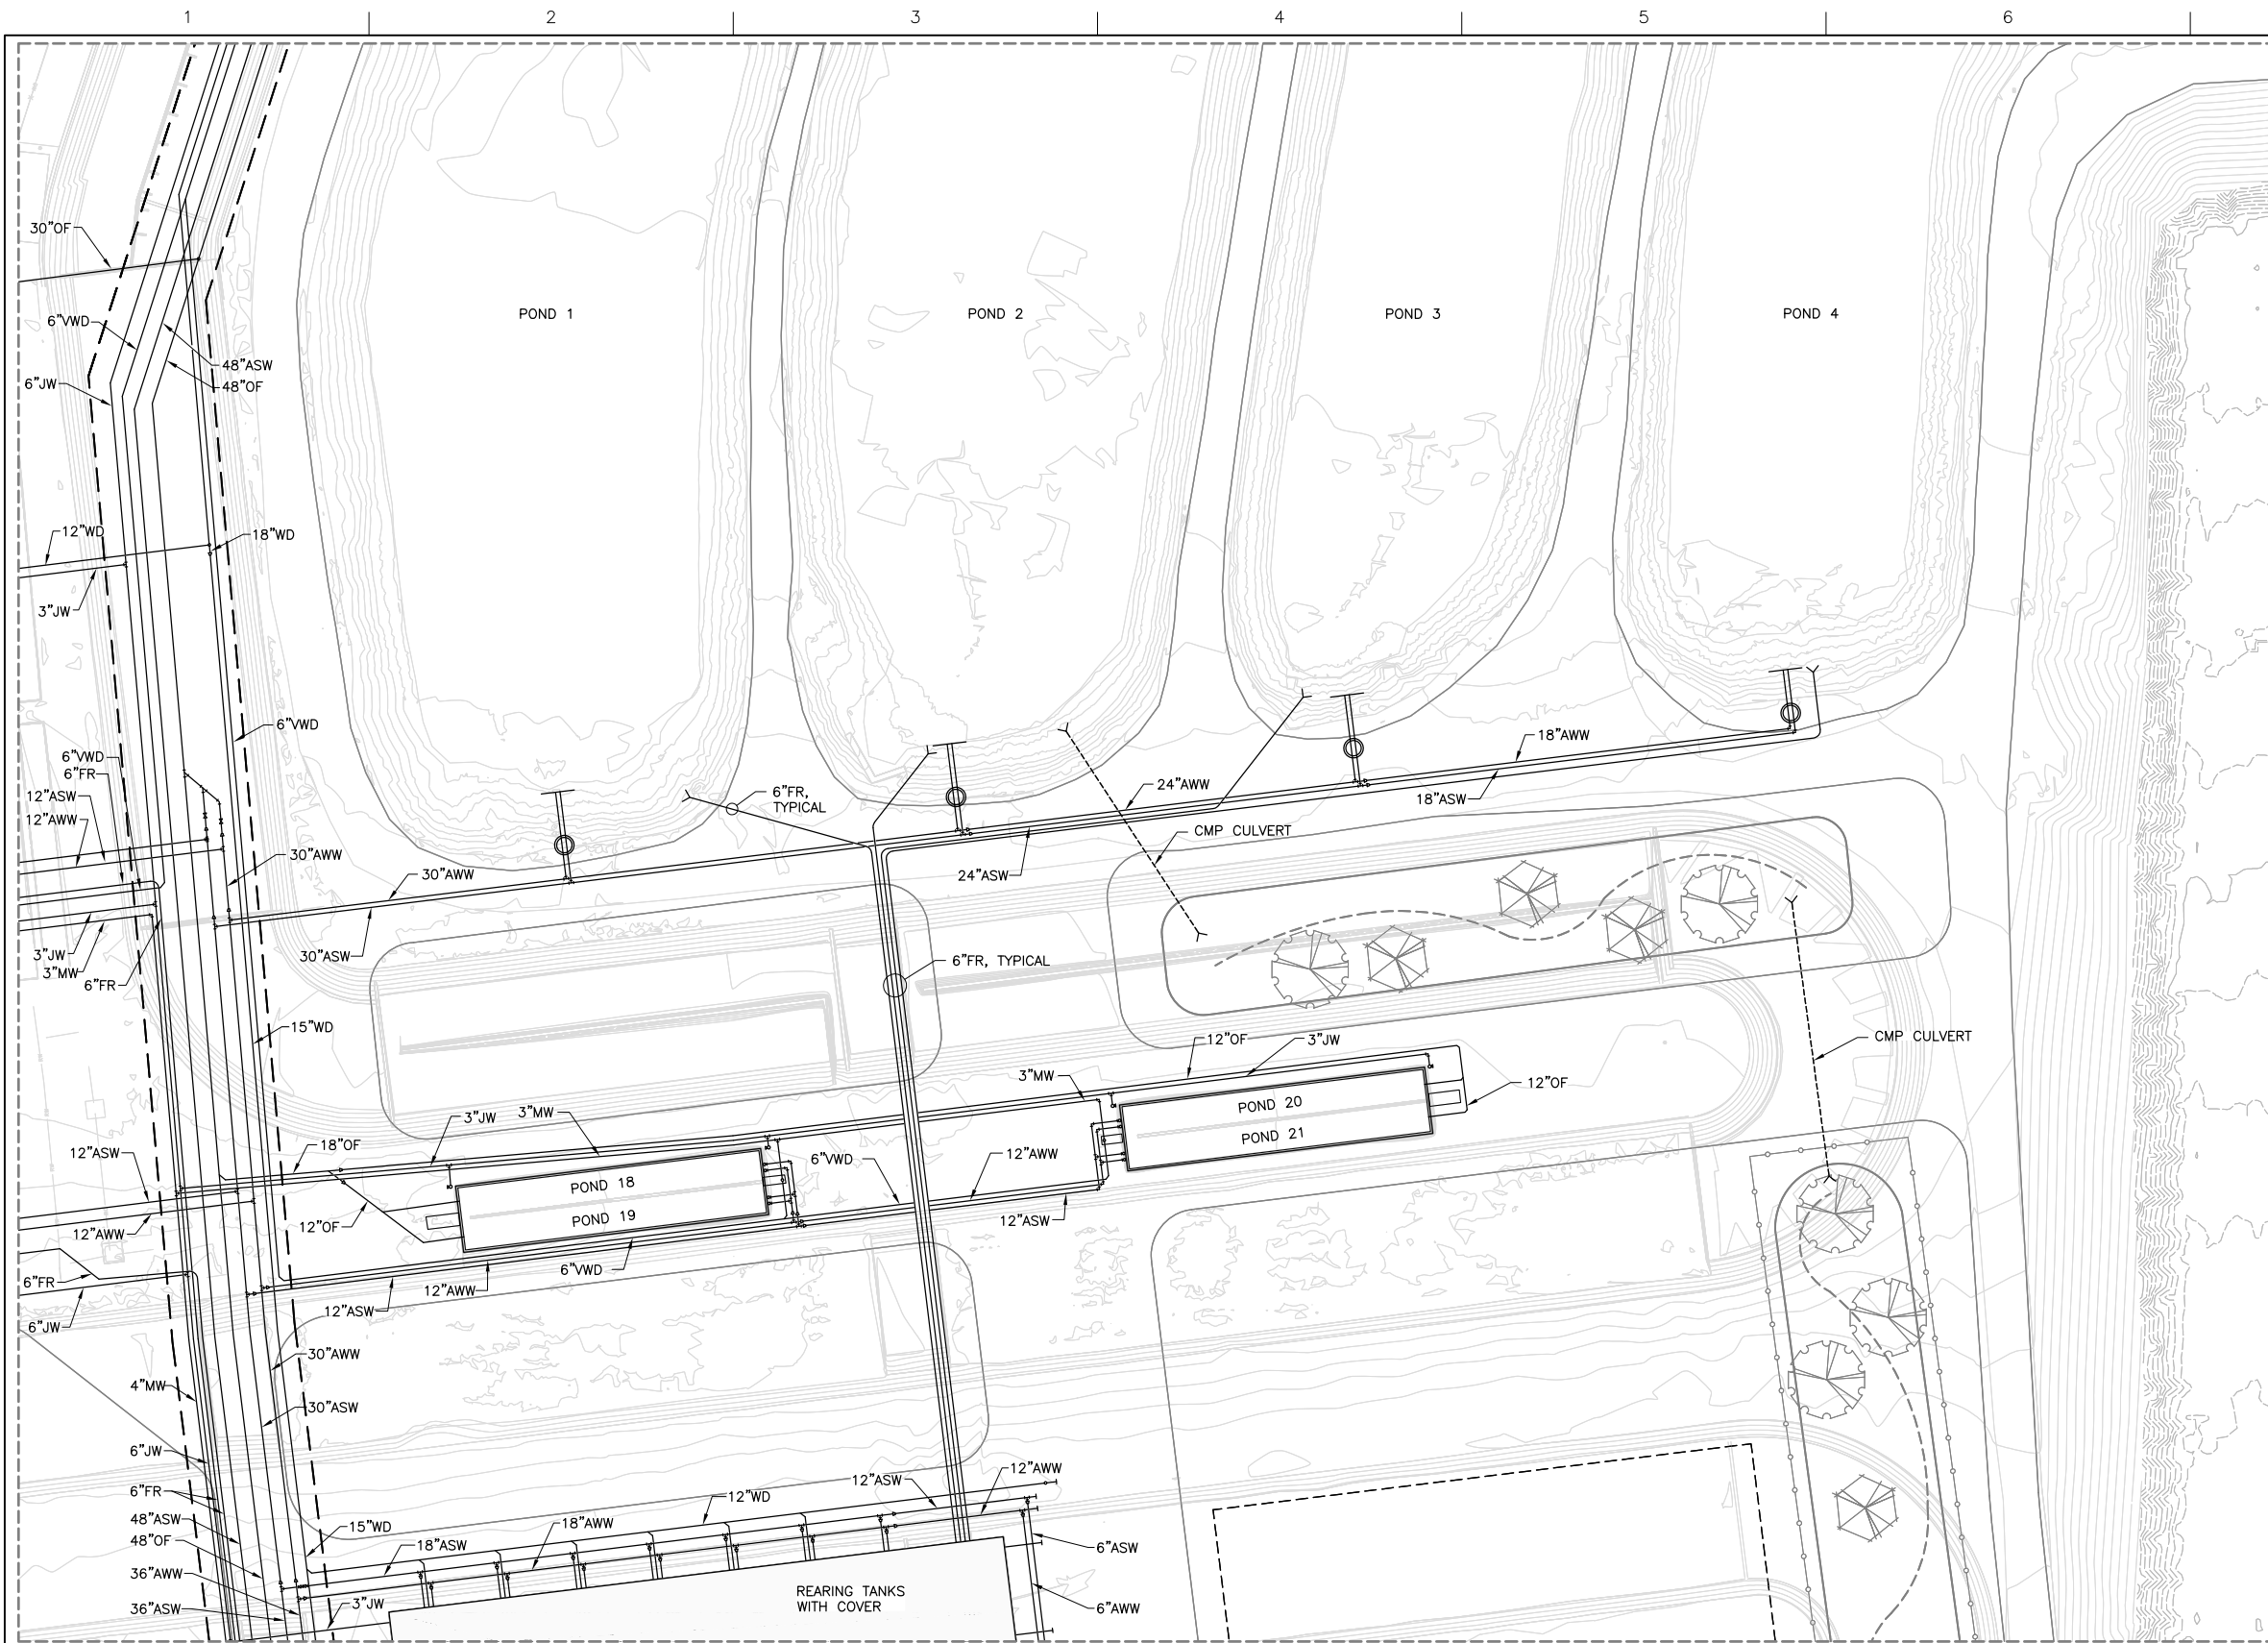 1 2 3 4 5 6
30"OF
POND 1
POND 2
POND 3
POND 4
6"VWD
48"ASW
6"JW
48"OF
12"WD
18"WD
3"JW
6"VWD
18"AWW
6"VWD
6"FR
24"AWW
6"FR,
TYPICAL
12"ASW
18"ASW
12"AWW
CMP CULVERT
30"AWW
30"AWW
24"ASW
3"JW
30"ASW
6"FR, TYPICAL
3"MW
6"FR
15"WD
CMP CULVERT
12"OF
3"JW
3"MW
12"OF
POND 20
3"JW
3"MW
POND 21
18"OF
12"ASW
6"VWD
12"AWW
POND 18
POND 19
12"OF
12"ASW
12"AWW
6"VWD
6"FR
12"AWW
12"ASW
6"JW
30"AWW
4"MW
30"ASW
6"JW
12"ASW
12"AWW
6"FR
12"WD
48"ASW
15"WD
18"AWW
48"OF
18"ASW
6"ASW
36"AWW
REARING TANKS
WITH COVER
3"JW
36"ASW
6"AWW